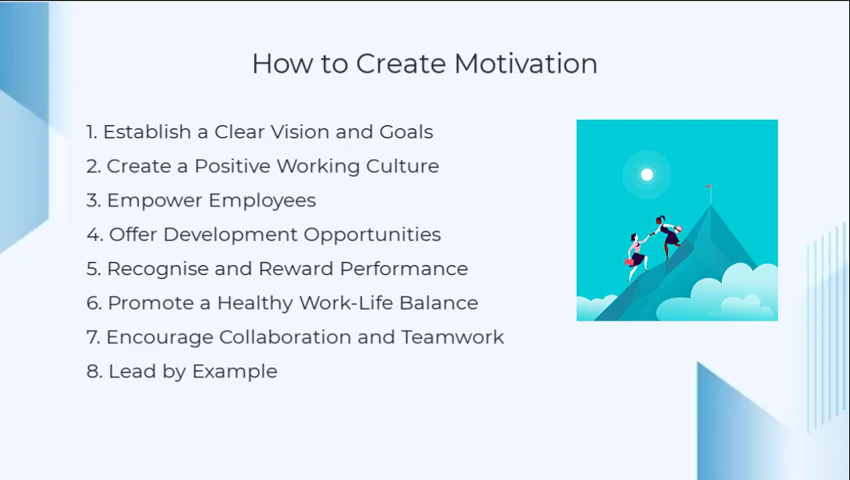 How to Create Motivation
1. Establish a Clear Vision and Goals
2. Create a Positive Working Culture
3. Empower Employees
4. Offer Development Opportunities
5. Recognise and Reward Performance
6. Promote a Healthy Work-Life Balance
7. Encourage Collaboration and Teamwork
8. Lead by Example